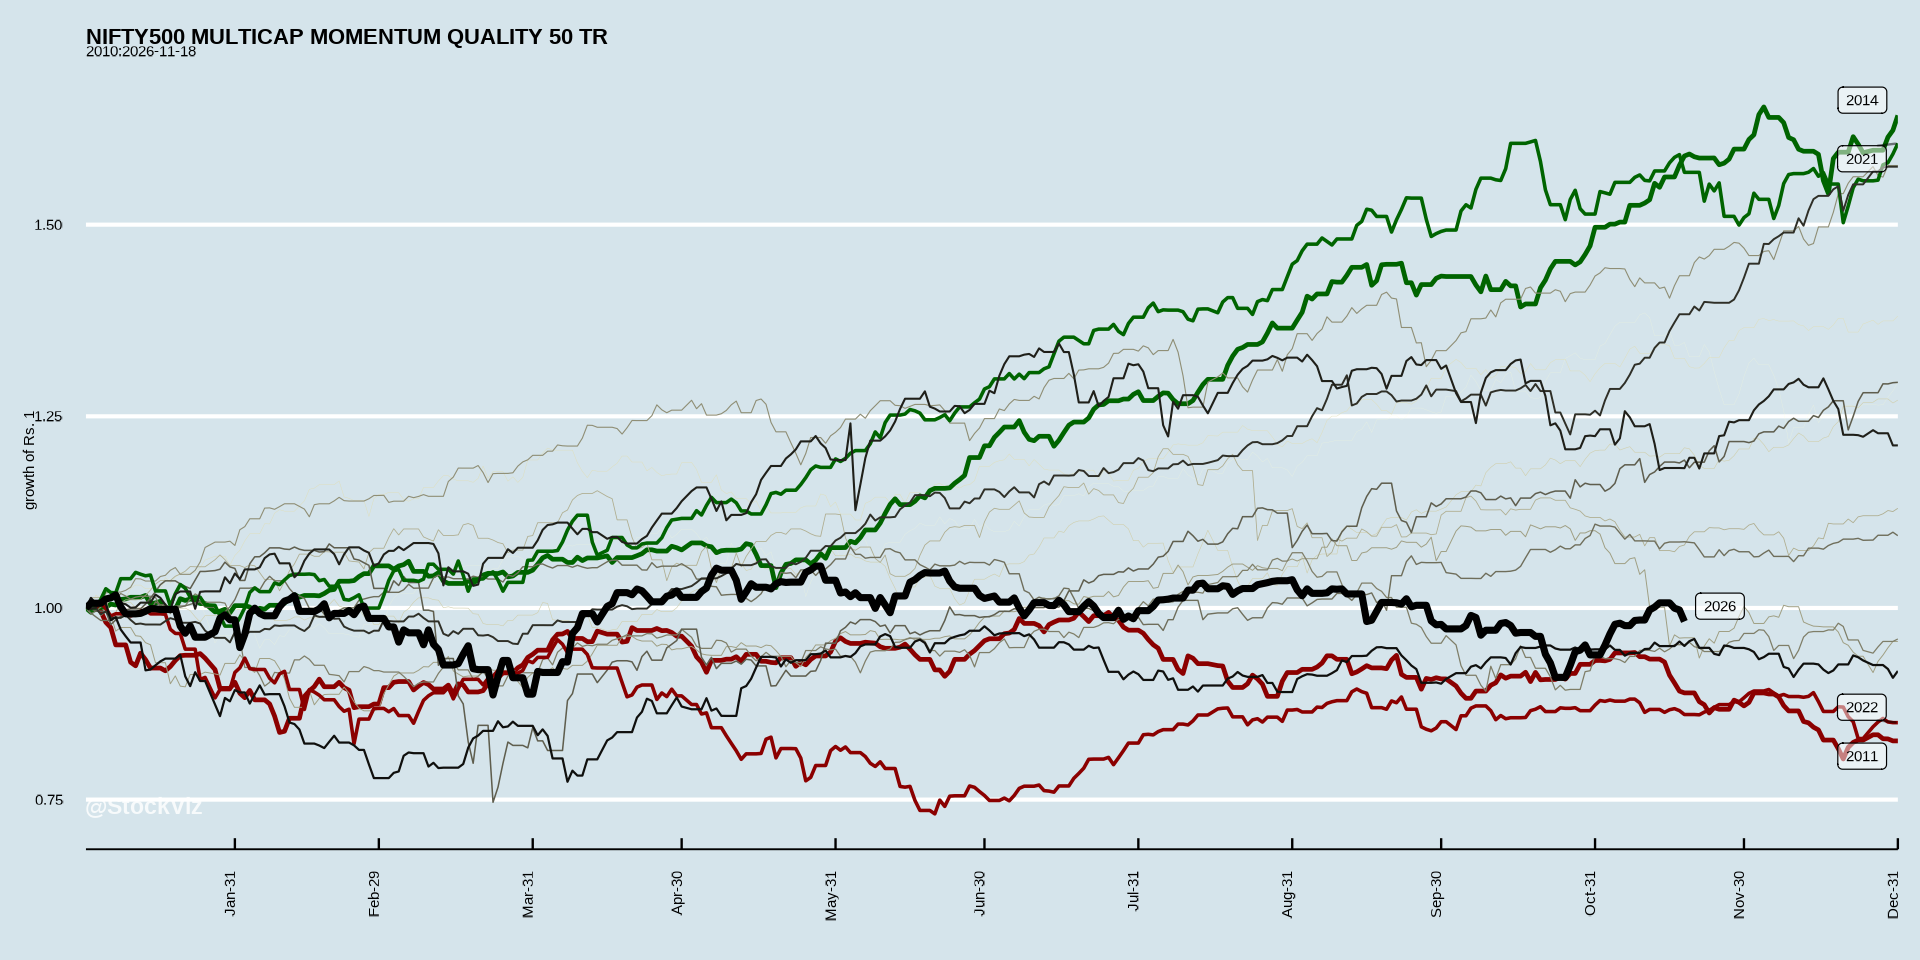 NIFTY500 MULTICAP MOMENTUM QUALITY 50 TR
2010:2026-11-18
2014
2021
1.50
1.25
growth of Rs. 1
1.00
2026
2022
2011
0.75
@StockViz
Jan-31
Feb-29
Mar-31
Apr-30
May-31
Jun-30
Jul-31
Aug-31
Sep-30
Oct-31
Nov-30
Dec-31